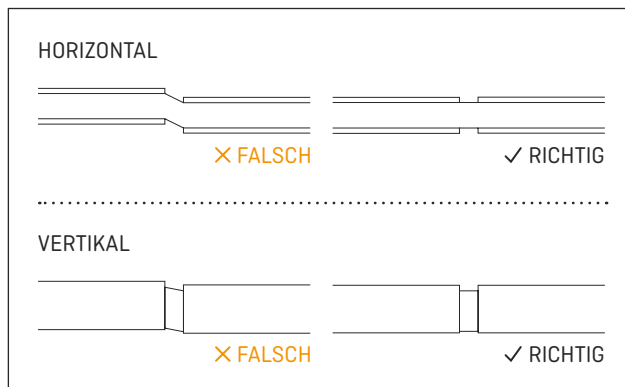 HORIZONTAL
× FALSCH
✓ RICHTIG
VERTIKAL
× FALSCH
✓ RICHTIG